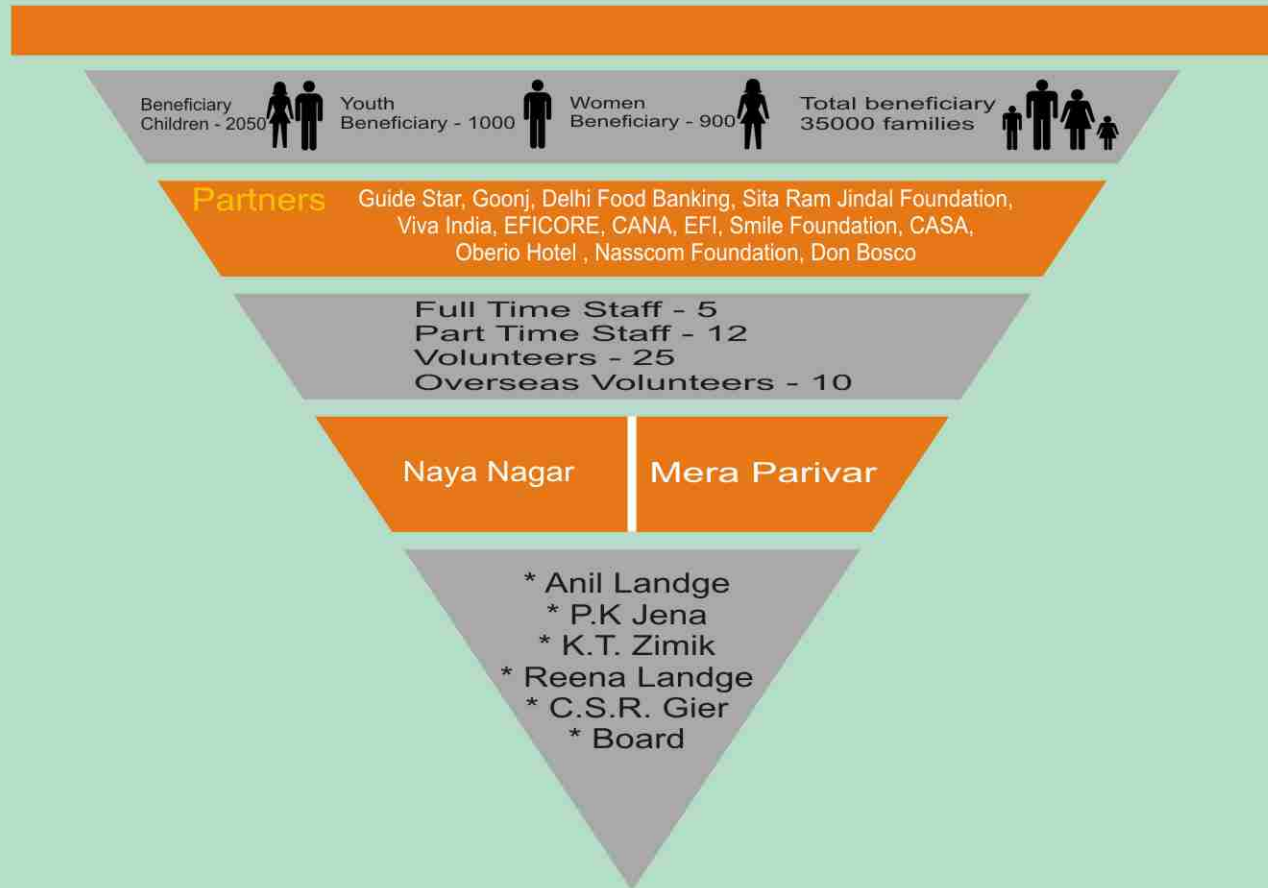 Beneficiary
Children - 2050
Youth
Beneficiary - 1000
Women
Beneficiary - 900
Total beneficiary
35000 families
Partners
Guide Star, Goonj, Delhi Food Banking, Sita Ram Jindal Foundation,
Viva India, EFICORE, CANA, EFI, Smile Foundation, CASA,
Oberio Hotel , Nasscom Foundation, Don Bosco
Full Time Staff - 5
Part Time Staff - 12
Volunteers - 25
Overseas Volunteers - 10
Naya Nagar
Mera Parivar
* Anil Landge
* P.K Jena
* K.T. Zimik
* Reena Landge
* C.S.R. Gier
* Board